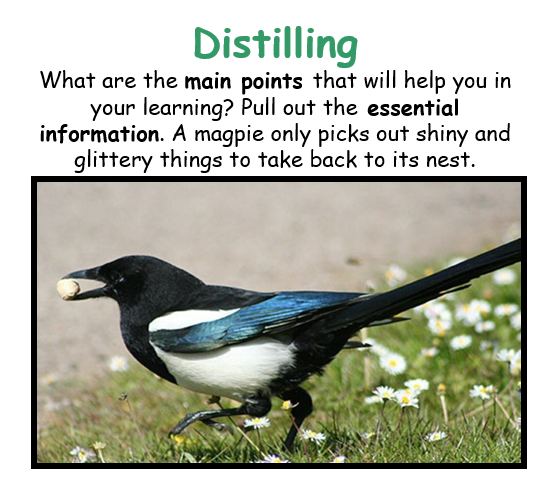 Distilling
What are the main points that will help you in
your learning? Pull out the essential
information. A magpie only picks out shiny and
glittery things to take back to its nest.